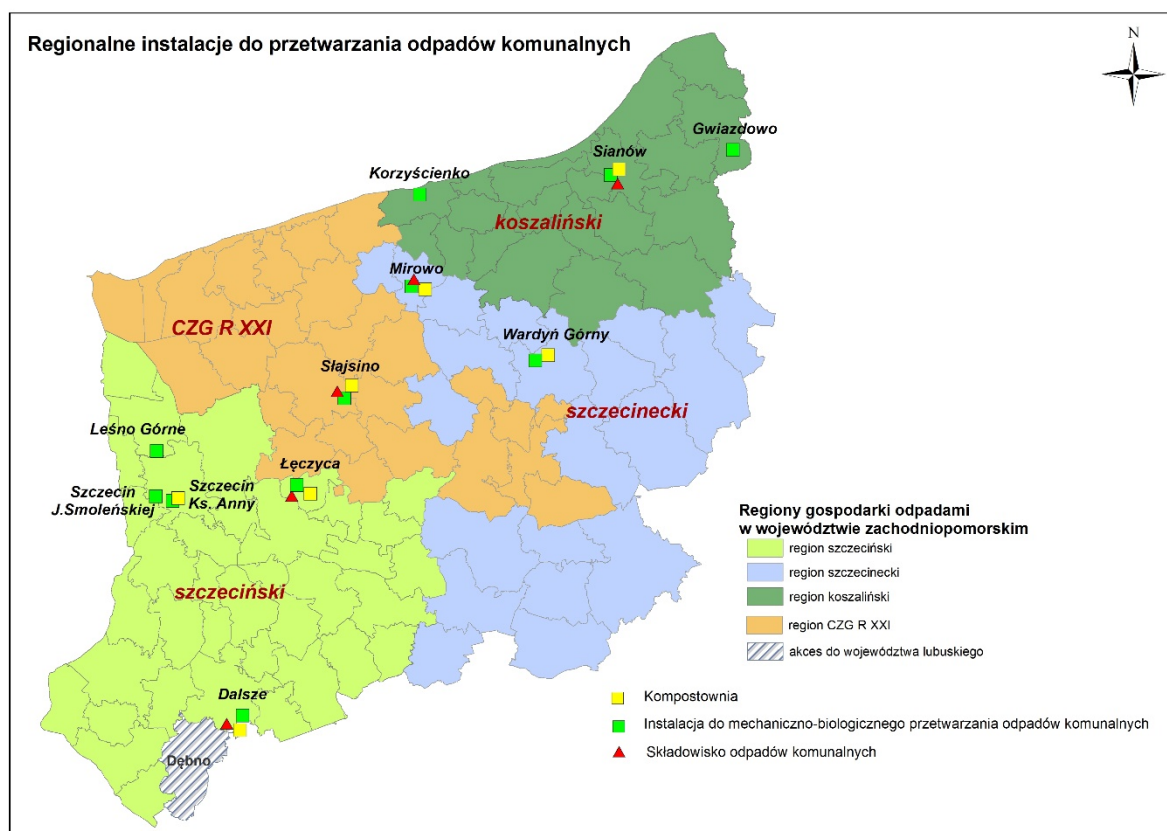 Regionalne instalacje do przetwarzania odpadów komunalnych
N
Gwiazdowo
Sianów
Korzyścienko
koszaliński
Mirowo
CZG R XXI
Wardyń Górny
Słajsino
szczecinecki
Leśno Górne
Łęczyca
Szczecin
J.Smoleńskiej
Szczecin
Ks. Anny
szczeciński
Dalsze
Dębno
Regiony gospodarki odpadami
w województwie zachodniopomorskim
region szczeciński
region szczecinecki
region koszaliński
region CZG R XXI
akces do województwa lubuskiego
Kompostownia
Instalacja do mechaniczno-biologicznego przetwarzania odpadów komunalnych
Składowisko odpadów komunalnych